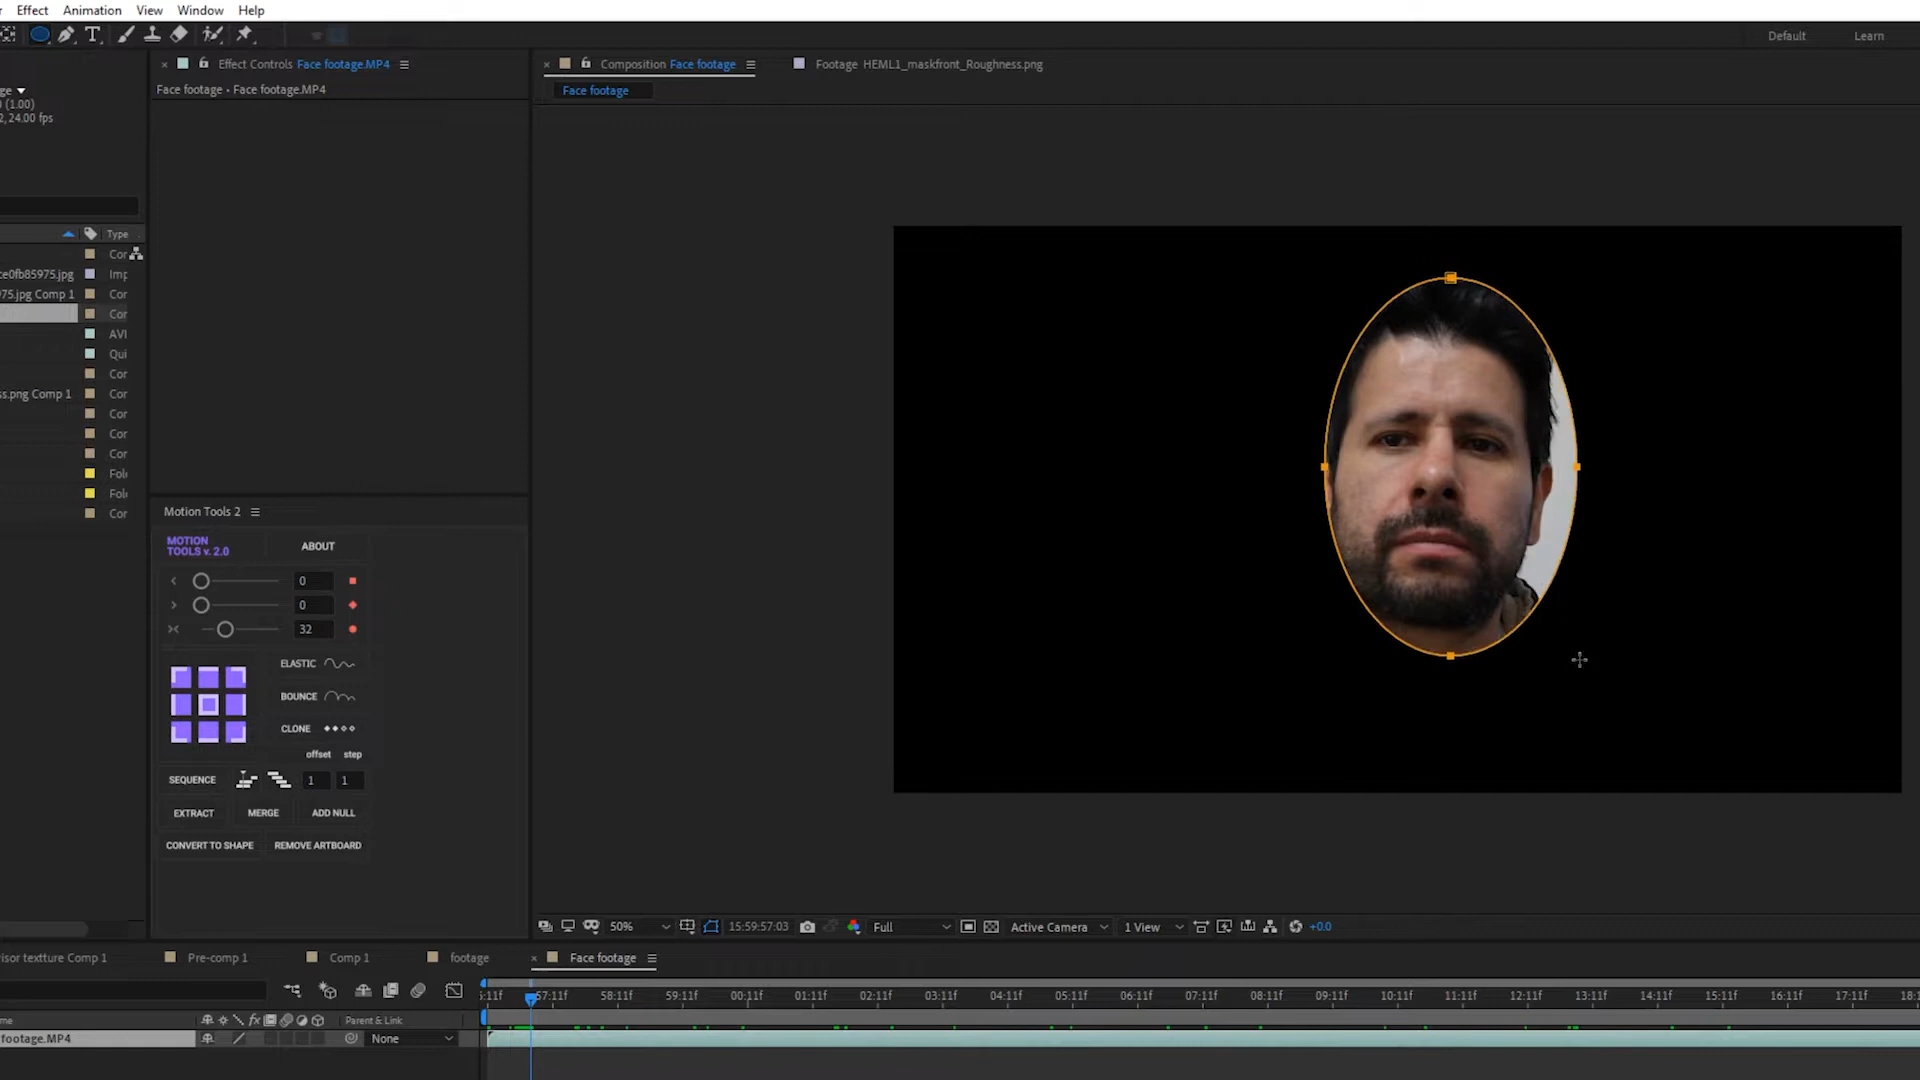 Effect Animation View Window Help
Default Learn
Effect Controls Face footage.MP4
Composition Face footage
Footage HEML1_maskfront_Roughness.png
Face footage • Face footage.MP4
Face footage
(1.00)
24.00 fps
Type
Cor
ce0fb85975.jpg Imp
75.jpg Comp 1 Cor
Cor
AVI
Qui
Cor
ss.png Comp 1 Cor
Cor
Cor
Cor
Fol
Fol
Cor
Motion Tools 2
MOTION
TOOLS v. 2.0
ABOUT
0
0
32
ELASTIC
BOUNCE
CLONE
offset step
SEQUENCE 1 1
EXTRACT MERGE ADD NULL
CONVERT TO SHAPE REMOVE ARTBOARD
50% 15:59:57:03 Full Active Camera 1 View +0.0
isor textture Comp 1 Pre-comp 1 Comp 1 footage Face footage
57:11f 58:11f 59:11f 00:11f 01:11f 02:11f 03:11f 04:11f 05:11f 06:11f 07:11f 08:11f 09:11f 10:11f 11:11f 12:11f 13:11f 14:11f 15:11f 16:11f 17:11f 18:1
fx Parent & Link
footage.MP4 None